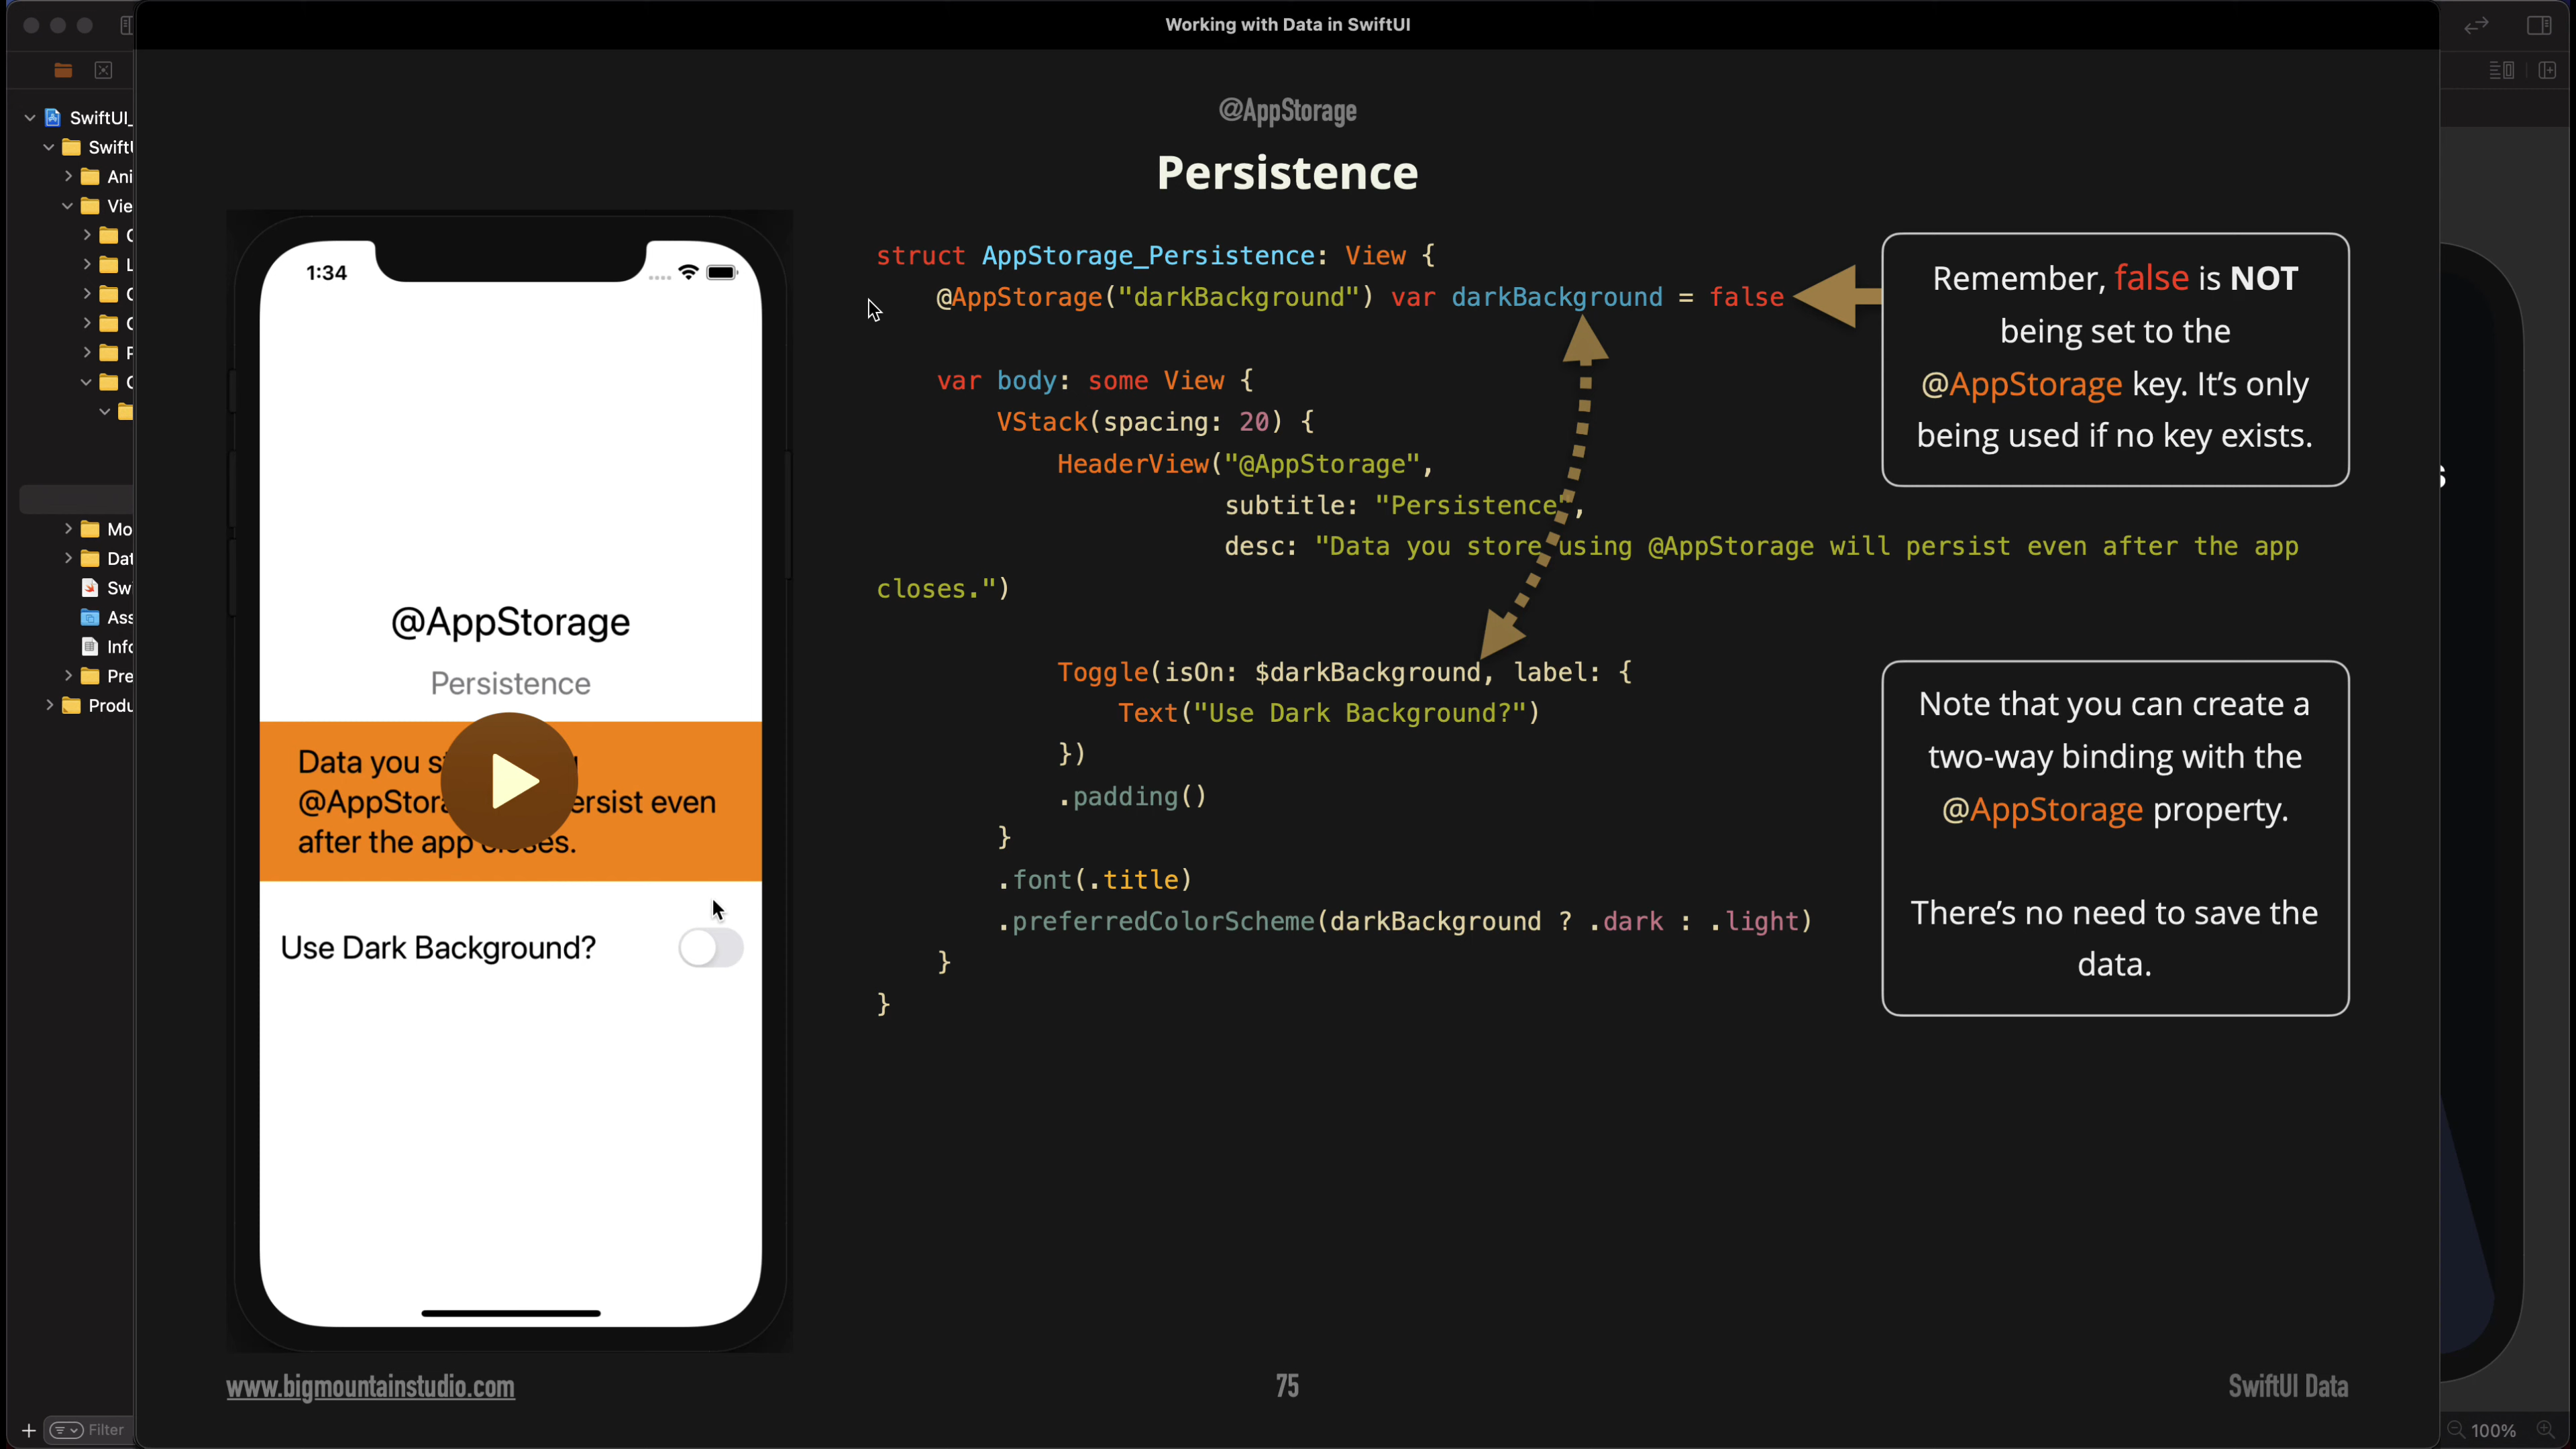 Working with Data in SwiftUI
SwiftUI_
SwiftU
Ani
Vie
Mo
Dat
Swi
Ass
Info
Pre
Produ
Filter
@AppStorage
Persistence
1:34
@AppStorage
Persistence
Data you s
@AppStora ersist even
after the app closes.
Use Dark Background?
struct AppStorage_Persistence: View {
@AppStorage("darkBackground") var darkBackground = false
var body: some View {
VStack(spacing: 20) {
HeaderView("@AppStorage",
subtitle: "Persistence",
desc: "Data you store using @AppStorage will persist even after the app
closes.")
Toggle(isOn: $darkBackground, label: {
Text("Use Dark Background?")
})
.padding()
}
.font(.title)
.preferredColorScheme(darkBackground ? .dark : .light)
}
}
Remember, false is NOT
being set to the
@AppStorage key. It’s only
being used if no key exists.
Note that you can create a
two-way binding with the
@AppStorage property.
There’s no need to save the
data.
www.bigmountainstudio.com
75
SwiftUI Data
100%